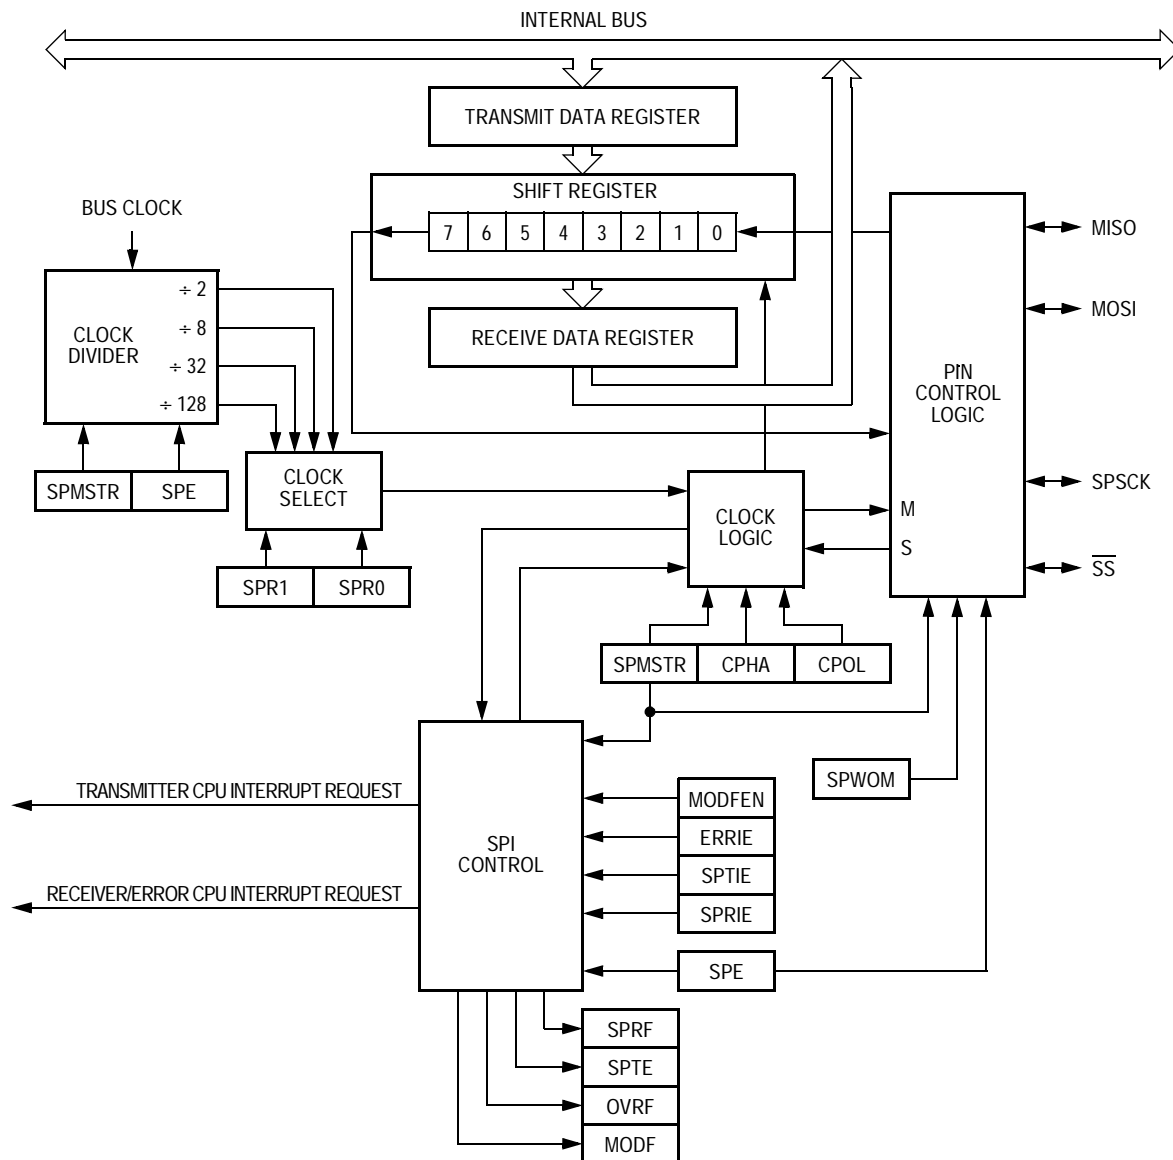 INTERNAL BUS
TRANSMIT DATA REGISTER
SHIFT REGISTER
7 6 5 4 3 2 1 0
RECEIVE DATA REGISTER
BUS CLOCK
CLOCK
DIVIDER
÷ 2
÷ 8
÷ 32
÷ 128
SPMSTR SPE
CLOCK
SELECT
SPR1 SPR0
CLOCK
LOGIC
SPMSTR CPHA CPOL
PIN
CONTROL
LOGIC
M
S
MISO
MOSI
SPSCK
SS
SPWOM
TRANSMITTER CPU INTERRUPT REQUEST
RECEIVER/ERROR CPU INTERRUPT REQUEST
SPI
CONTROL
MODFEN
ERRIE
SPTIE
SPRIE
SPE
SPRF
SPTE
OVRF
MODF